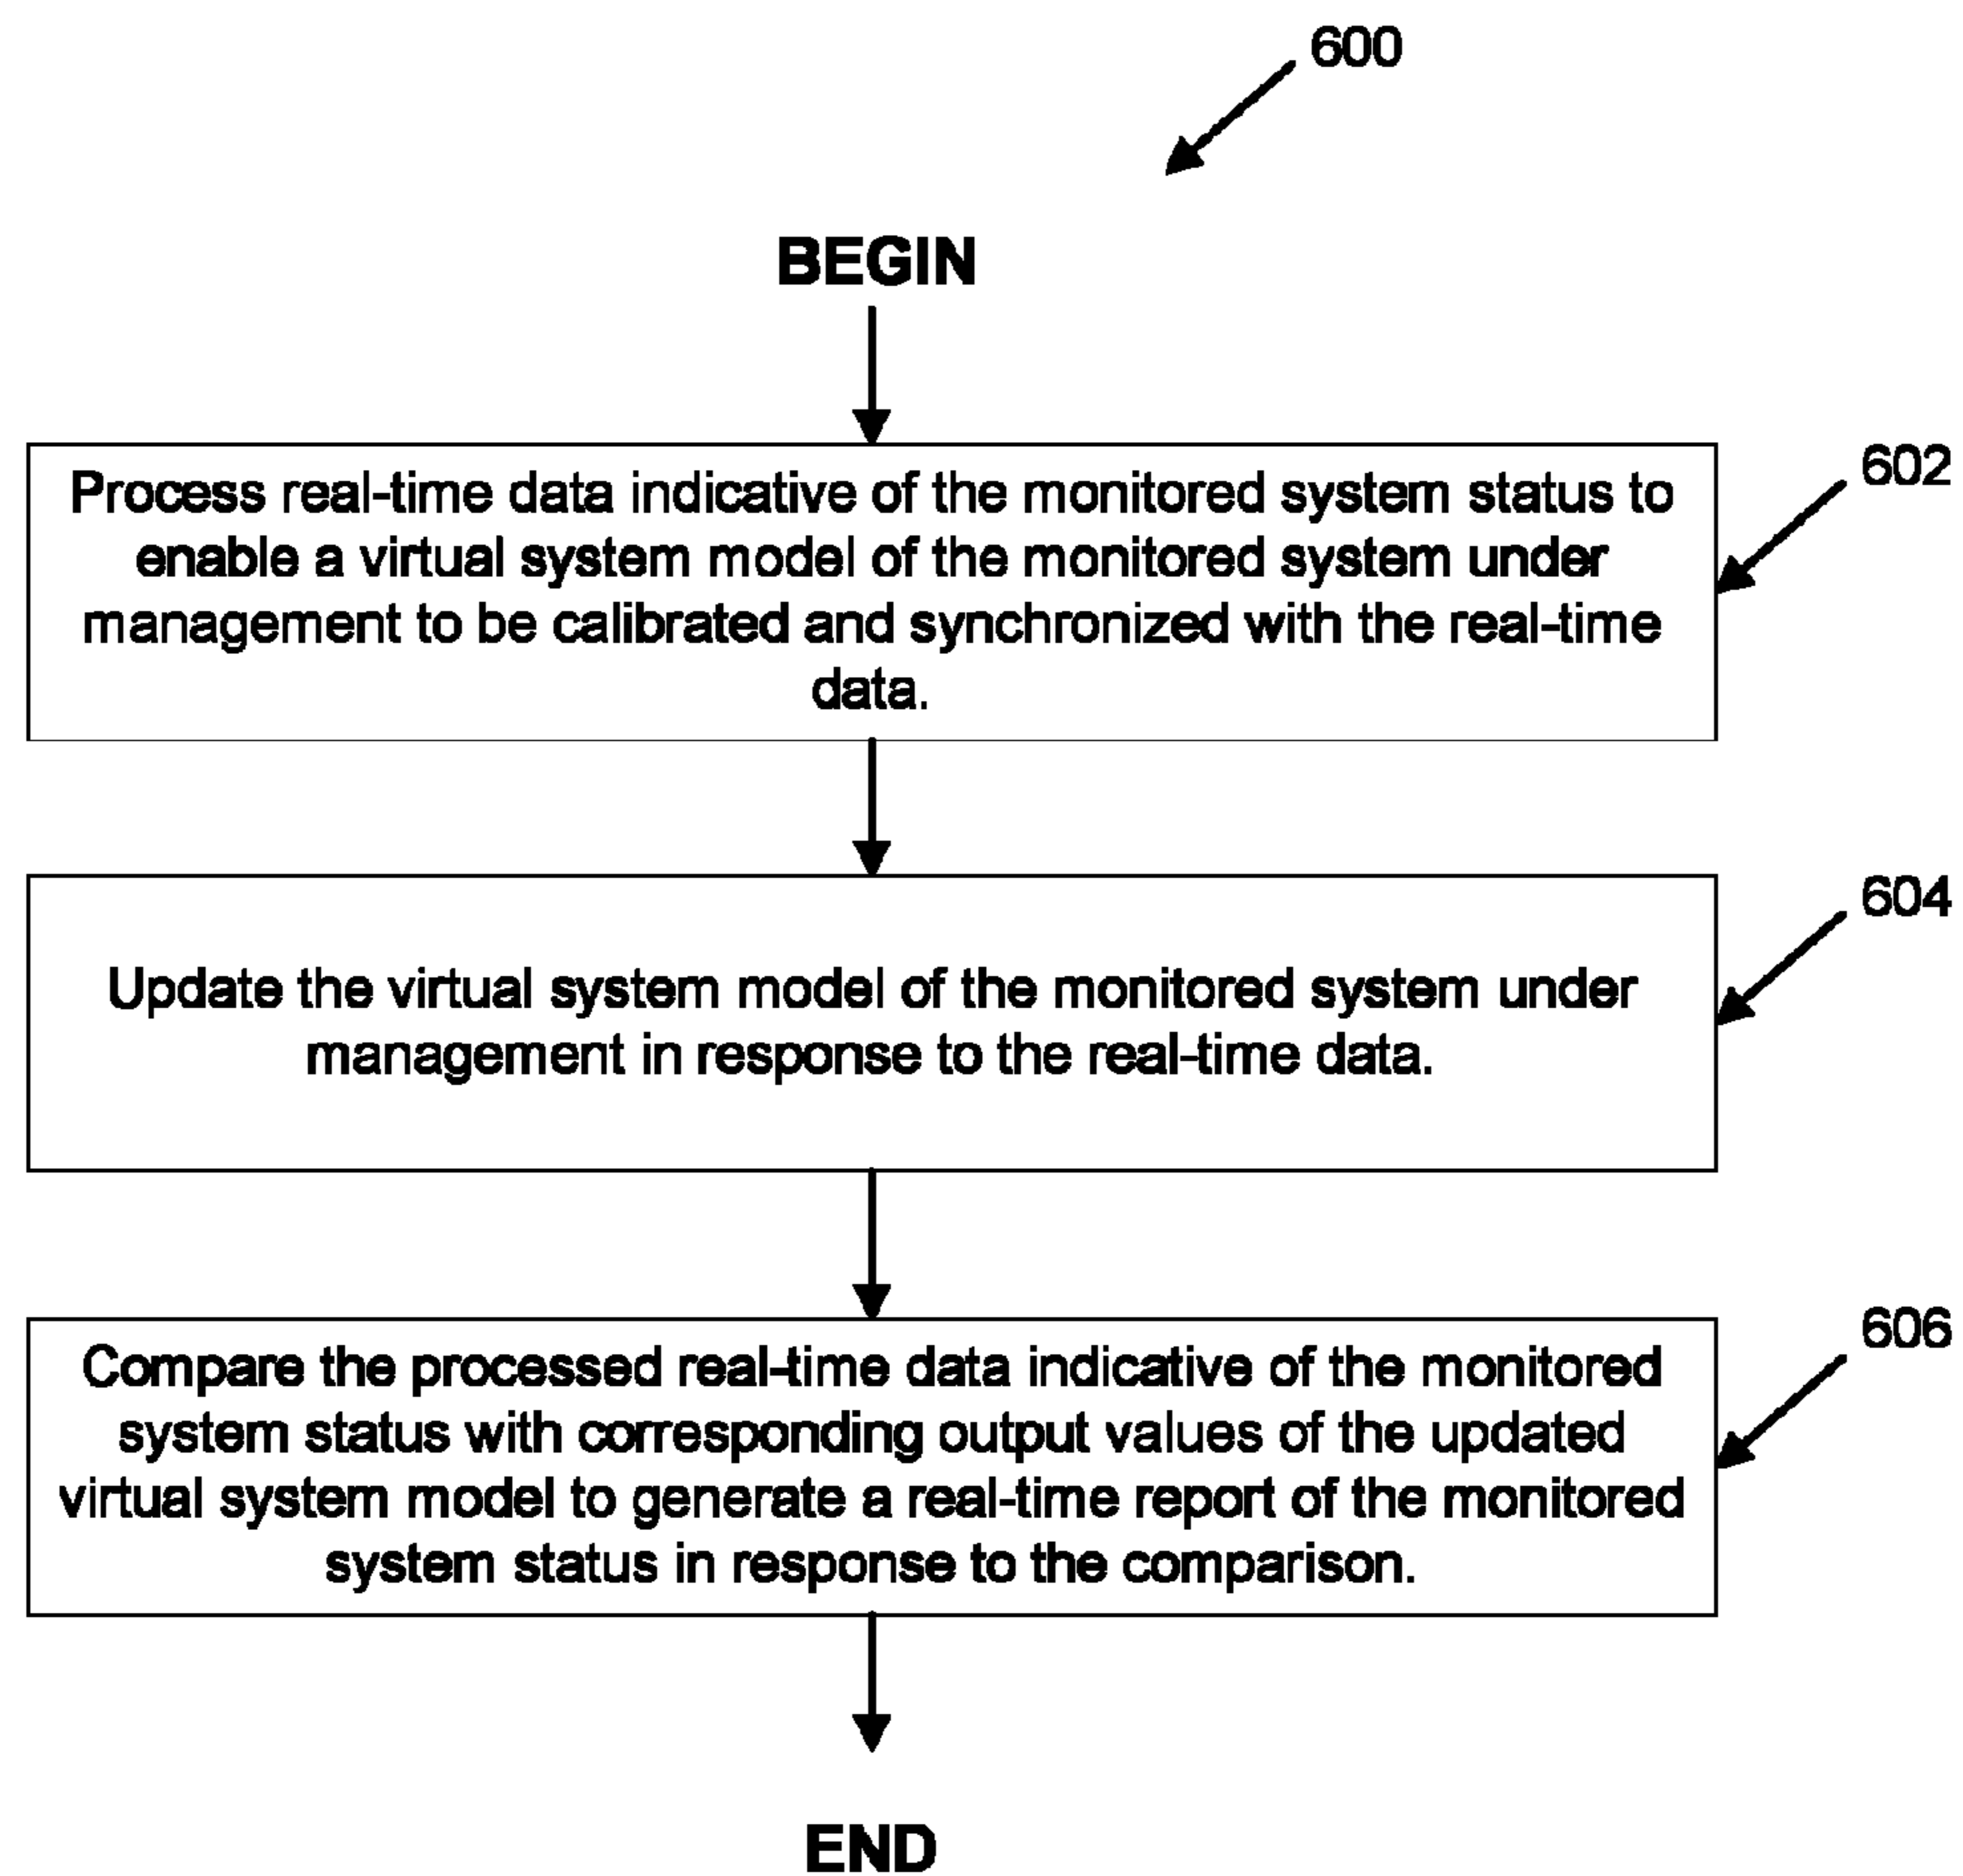 600
BEGIN
602
Process real-time data indicative of the monitored system status to
enable a virtual system model of the monitored system under
management to be calibrated and synchronized with the real-time
data.
604
Update the virtual system model of the monitored system under
management in response to the real-time data.
606
Compare the processed real-time data indicative of the monitored
system status with corresponding output values of the updated
virtual system model to generate a real-time report of the monitored
system status in response to the comparison.
END